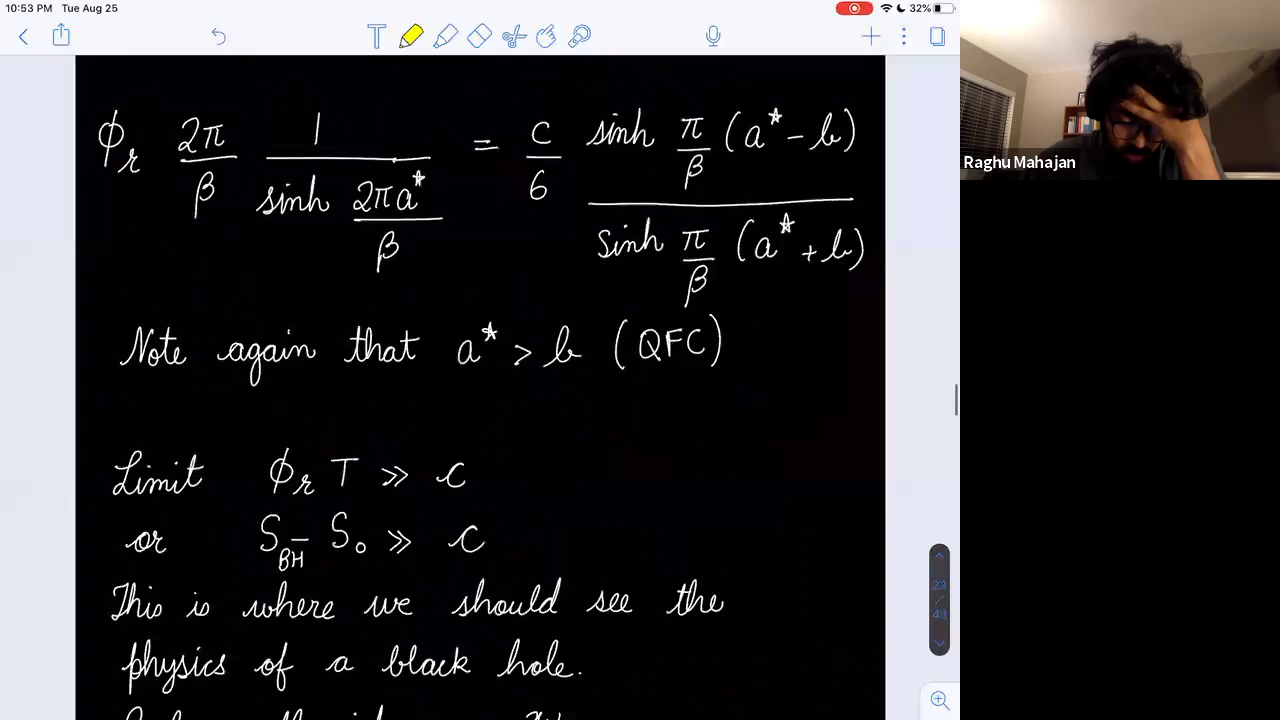 10:53 PM Tue Aug 25
32%
Raghu Mahajan
ϕ_r 2π/β 1/(sinh 2πa*/β) = c/6 (sinh π/β (a* − b))/(sinh π/β (a* + b))
Note again that a* > b (QFC)
Limit ϕ_r T ≫ c
or S_BH − S_0 ≫ c
This is where we should see the
physics of a black hole.